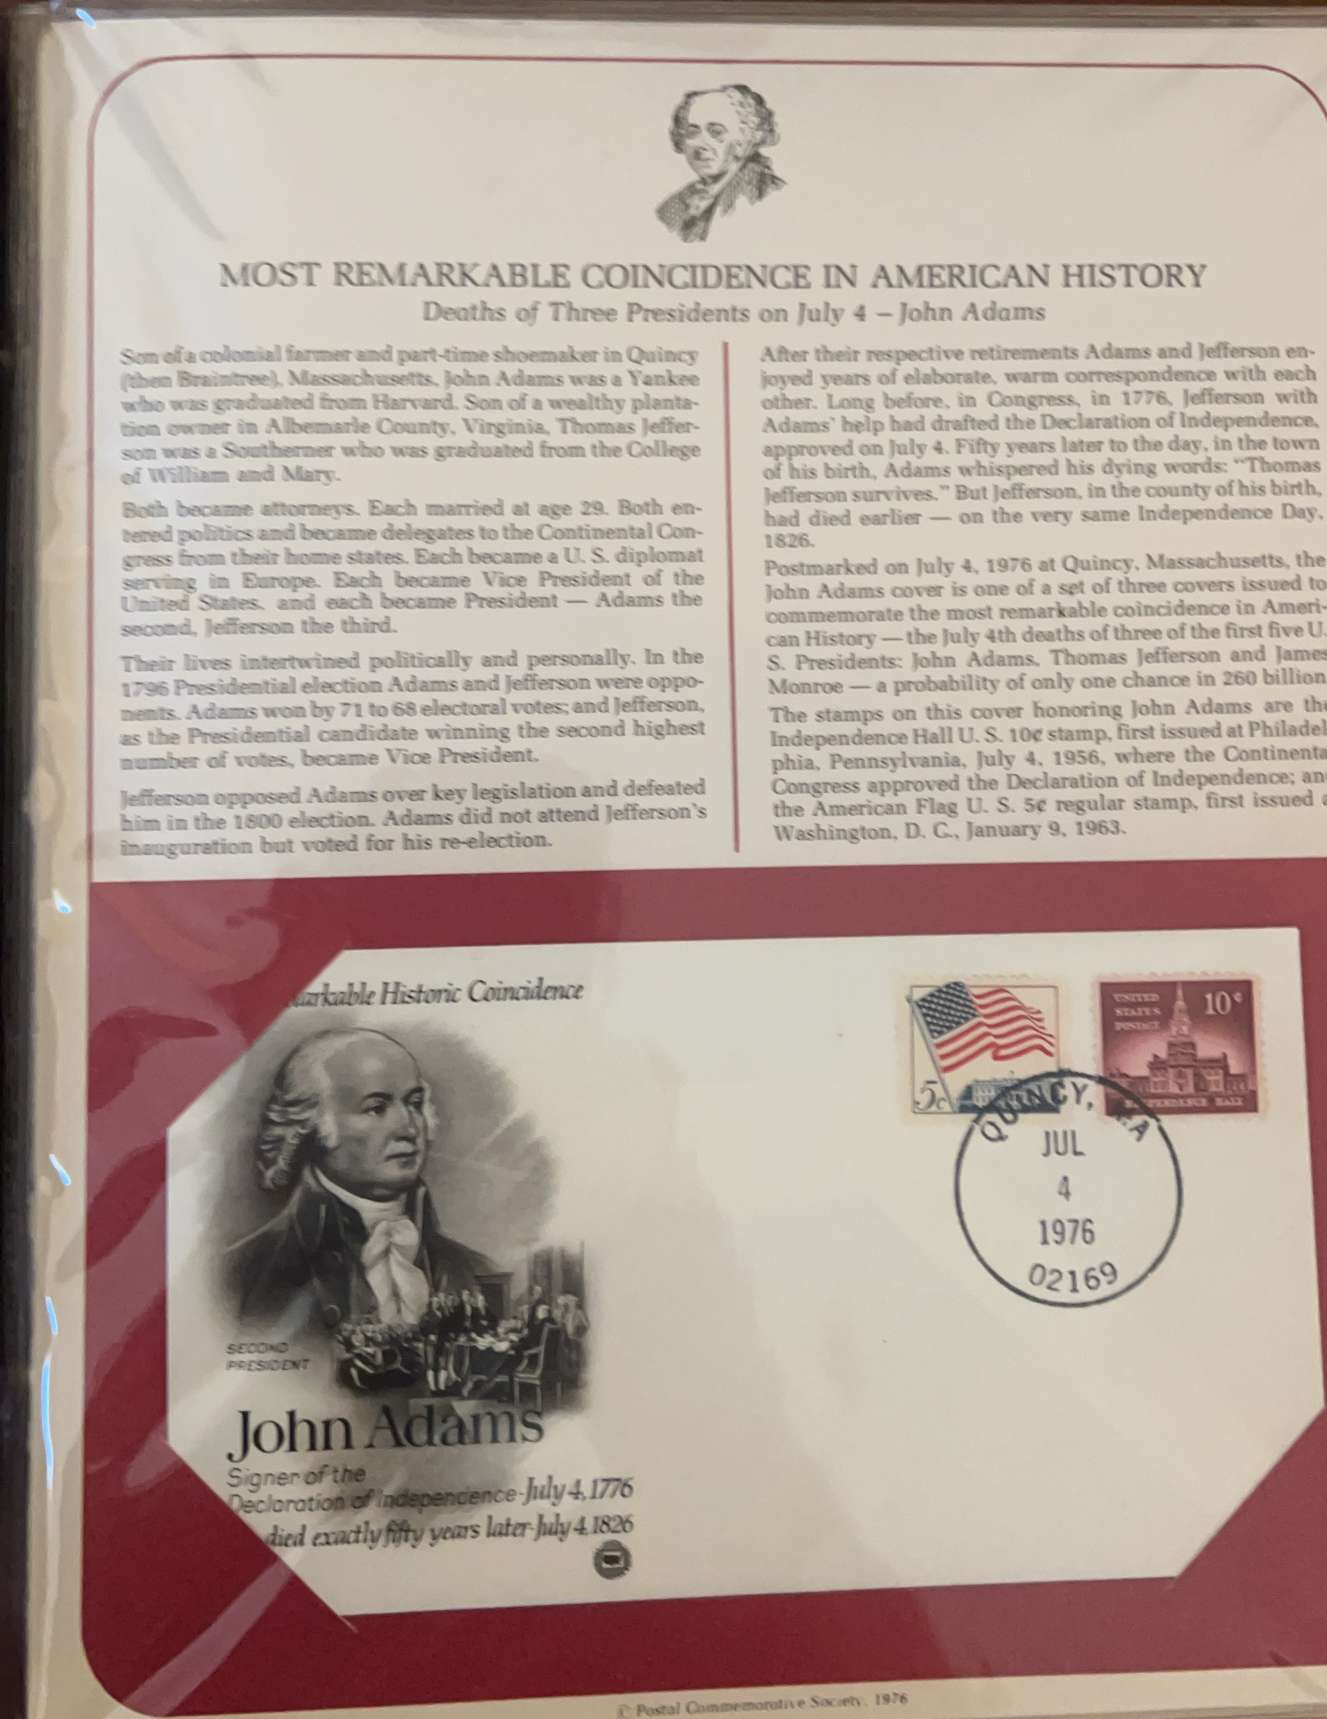 MOST REMARKABLE COINCIDENCE IN AMERICAN HISTORY
Deaths of Three Presidents on July 4 – John Adams
Son of a colonial farmer and part-time shoemaker in Quincy
(then Braintree), Massachusetts, John Adams was a Yankee
who was graduated from Harvard. Son of a wealthy planta-
tion owner in Albemarle County, Virginia, Thomas Jeffer-
son was a Southerner who was graduated from the College
of William and Mary.
Both became attorneys. Each married at age 29. Both en-
tered politics and became delegates to the Continental Con-
gress from their home states. Each became a U. S. diplomat
serving in Europe. Each became Vice President of the
United States, and each became President — Adams the
second, Jefferson the third.
Their lives intertwined politically and personally. In the
1796 Presidential election Adams and Jefferson were oppo-
nents. Adams won by 71 to 68 electoral votes; and Jefferson,
as the Presidential candidate winning the second highest
number of votes, became Vice President.
Jefferson opposed Adams over key legislation and defeated
him in the 1800 election. Adams did not attend Jefferson's
inauguration but voted for his re-election.
After their respective retirements Adams and Jefferson en-
joyed years of elaborate, warm correspondence with each
other. Long before, in Congress, in 1776, Jefferson with
Adams' help had drafted the Declaration of Independence,
approved on July 4. Fifty years later to the day, in the town
of his birth, Adams whispered his dying words: "Thomas
Jefferson survives." But Jefferson, in the county of his birth,
had died earlier — on the very same Independence Day,
1826.
Postmarked on July 4, 1976 at Quincy, Massachusetts, the
John Adams cover is one of a set of three covers issued to
commemorate the most remarkable coincidence in Ameri-
can History — the July 4th deaths of three of the first five U.
S. Presidents: John Adams, Thomas Jefferson and James
Monroe — a probability of only one chance in 260 billion
The stamps on this cover honoring John Adams are the
Independence Hall U. S. 10¢ stamp, first issued at Philadel
phia, Pennsylvania, July 4, 1956, where the Continenta
Congress approved the Declaration of Independence; an
the American Flag U. S. 5¢ regular stamp, first issued a
Washington, D. C., January 9, 1963.
arkable Historic Coincidence
UNITED
STATES
POSTAGE
10¢
5c
INDEPENDENCE HALL
QUINCY, MA
JUL
4
1976
02169
SECOND
PRESIDENT
John Adams
Signer of the
Declaration of Independence-July 4, 1776
died exactly fifty years later-July 4, 1826
© Postal Commemorative Society, 1976